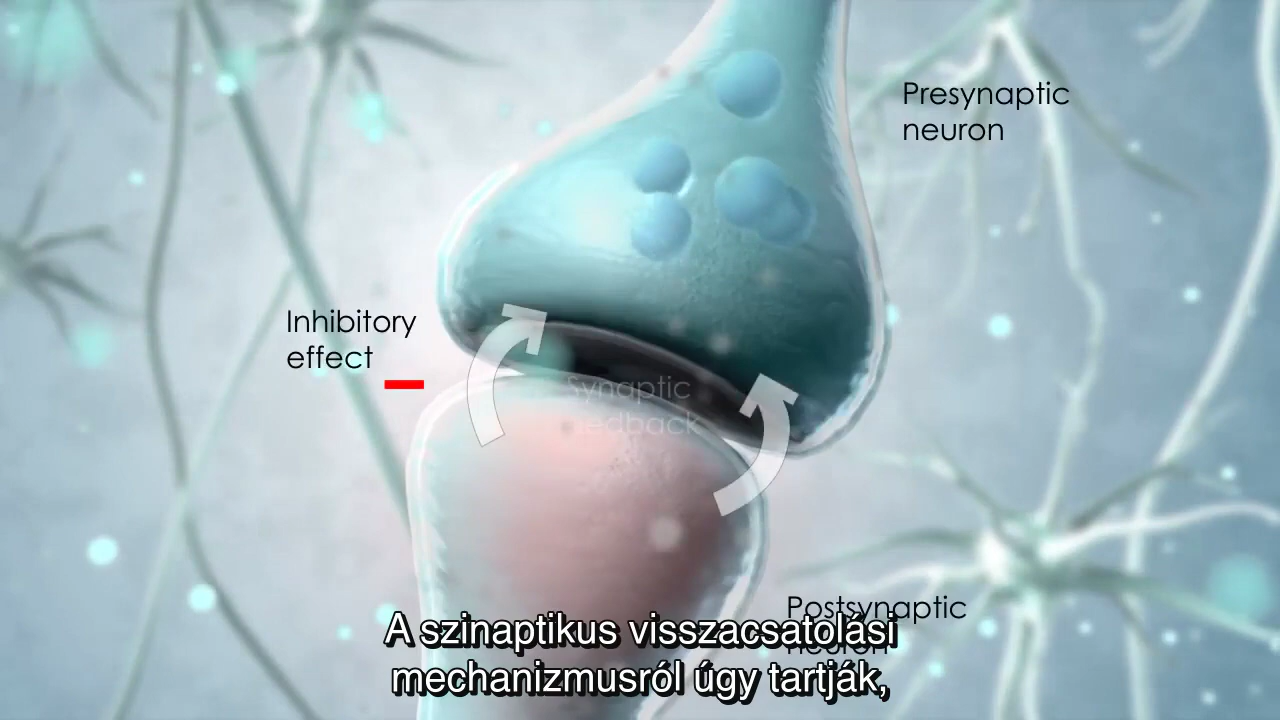 Presynaptic
neuron
Inhibitory
effect
Synaptic
feedback
Postsynaptic
neuron
A szinaptikus visszacsatolási
mechanizmusról úgy tartják,